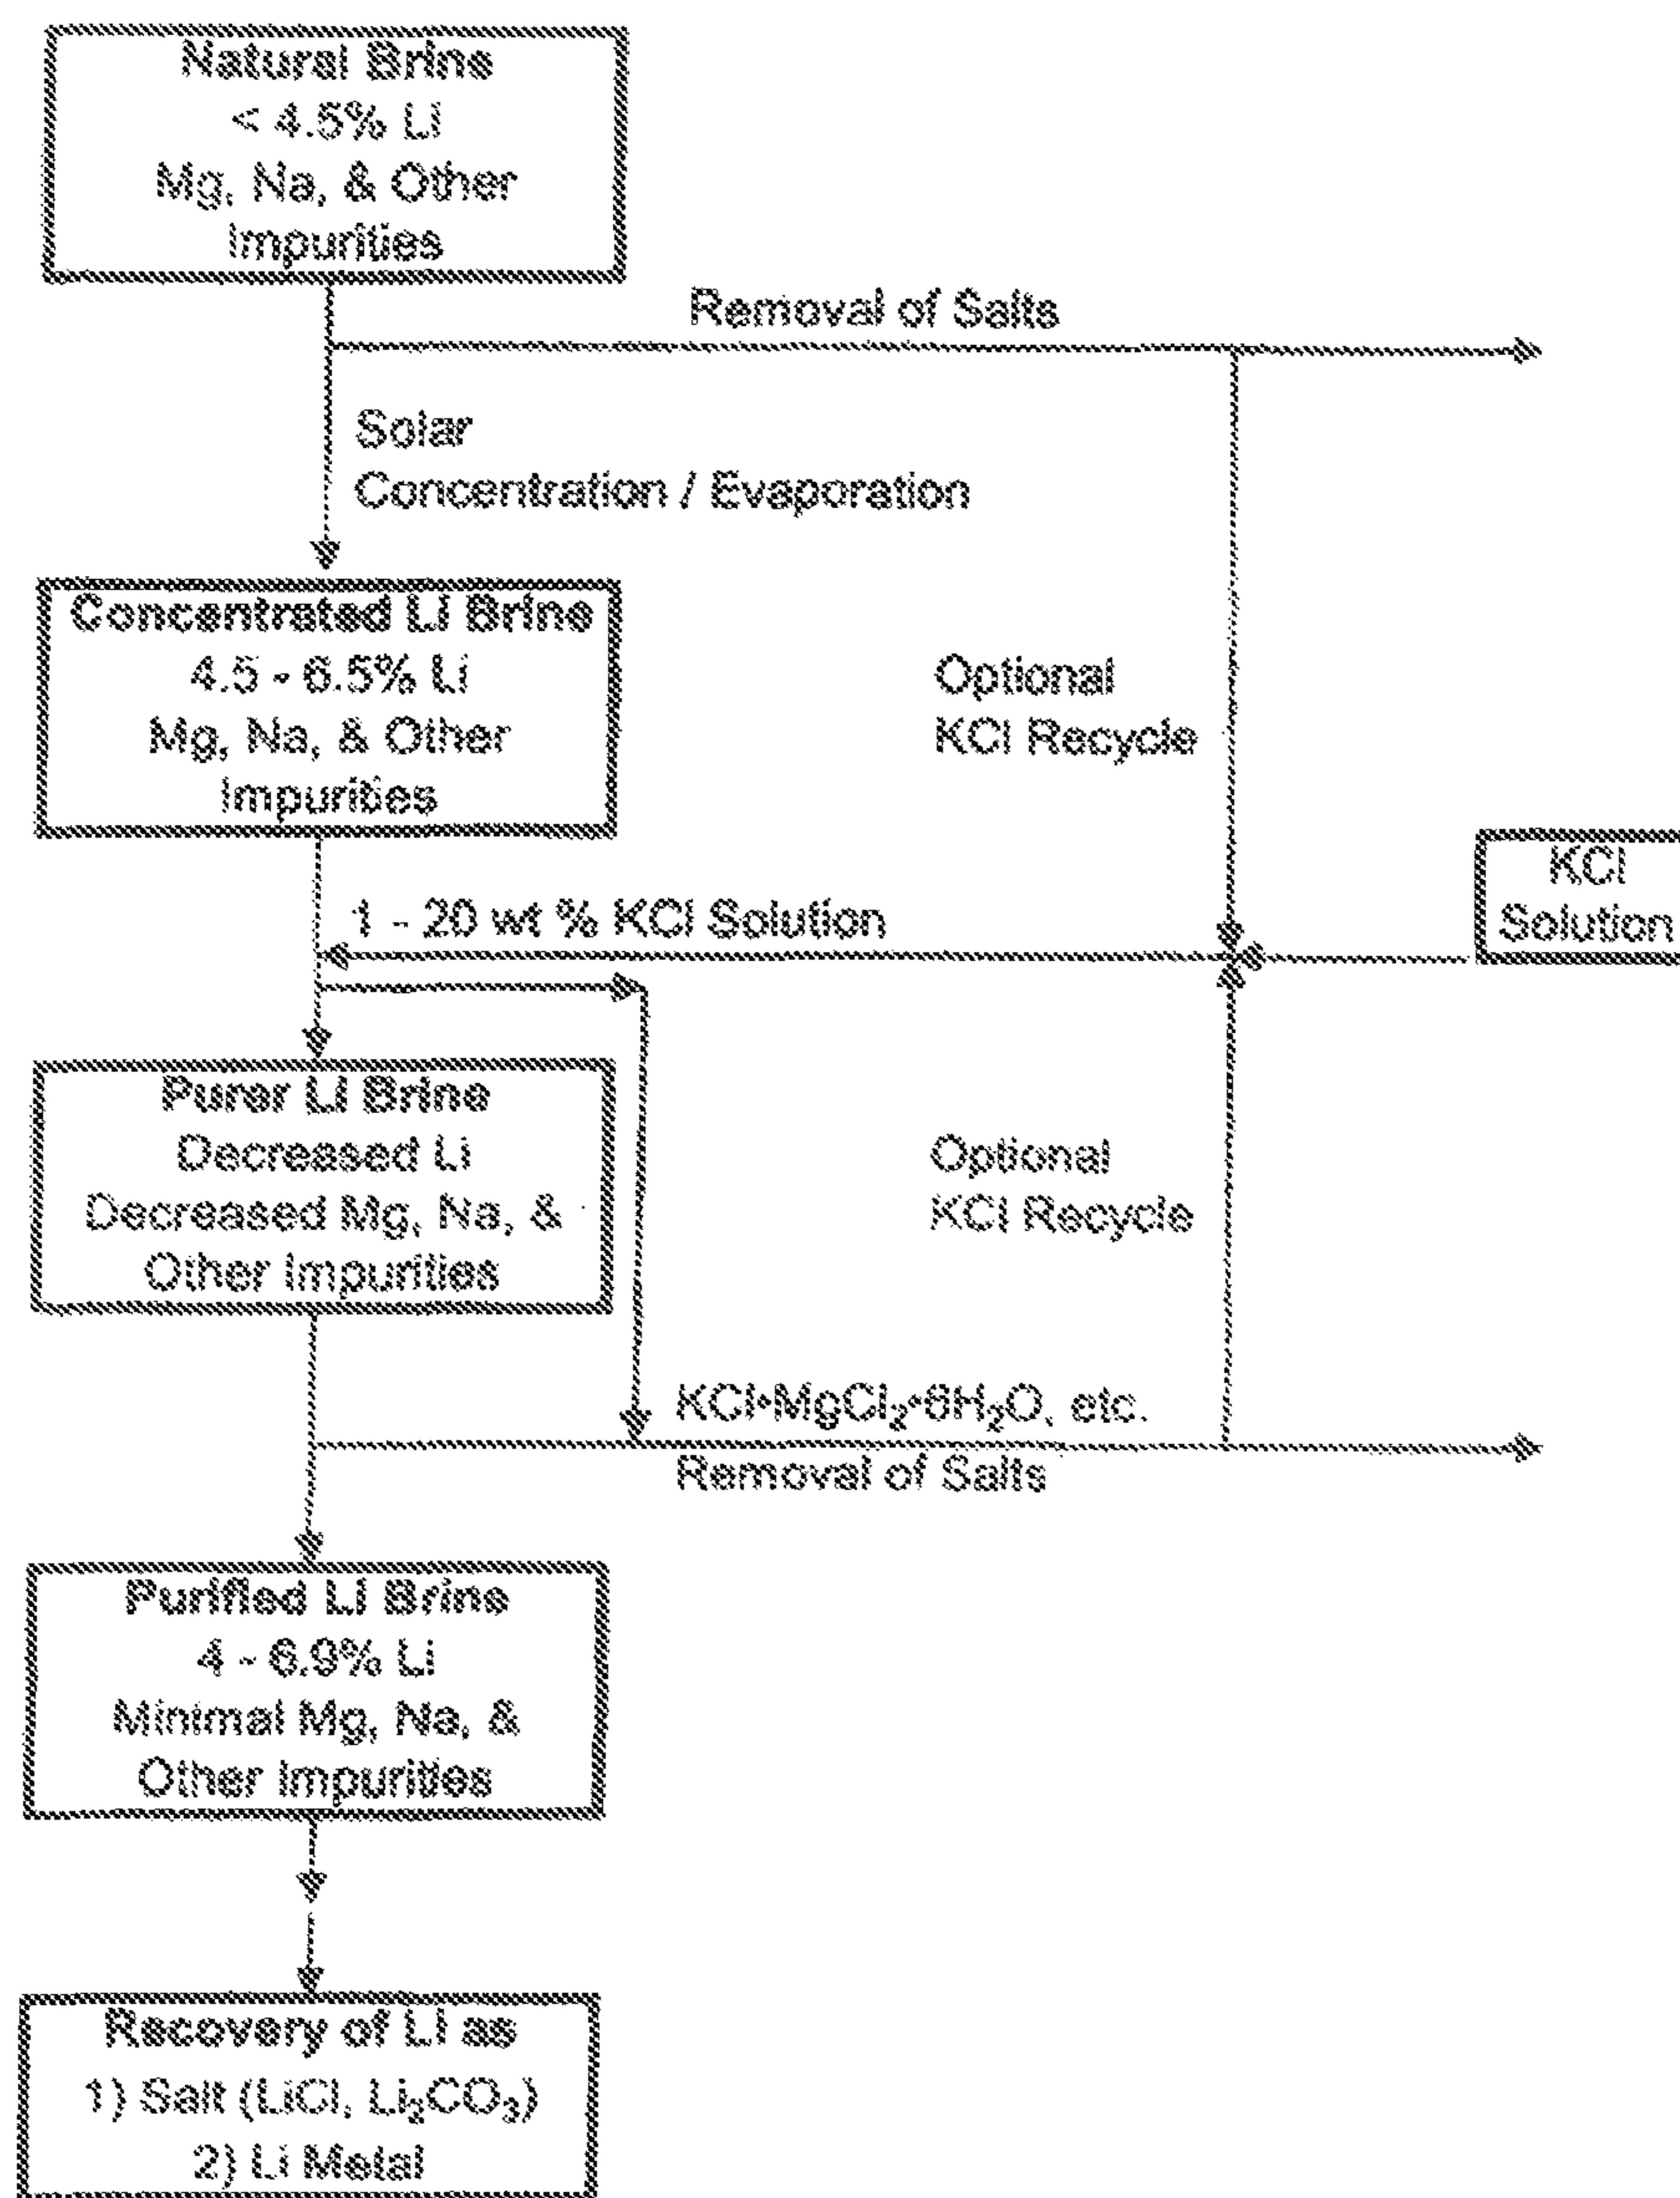 Natural Brine
< 4.5% Li
Mg, Na, & Other
Impurities
Removal of Salts
Solar
Concentration / Evaporation
Concentrated Li Brine
4.5 - 6.5% Li
Mg, Na, & Other
Impurities
Optional
KCl Recycle
KCl
Solution
1 - 20 wt % KCl Solution
Purer Li Brine
Decreased Li
Decreased Mg, Na, &
Other Impurities
Optional
KCl Recycle
KCl•MgCl₂•6H₂O, etc.
Removal of Salts
Purified Li Brine
4 - 6.9% Li
Minimal Mg, Na, &
Other Impurities
Recovery of Li as
1) Salt (LiCl, Li₂CO₃)
2) Li Metal